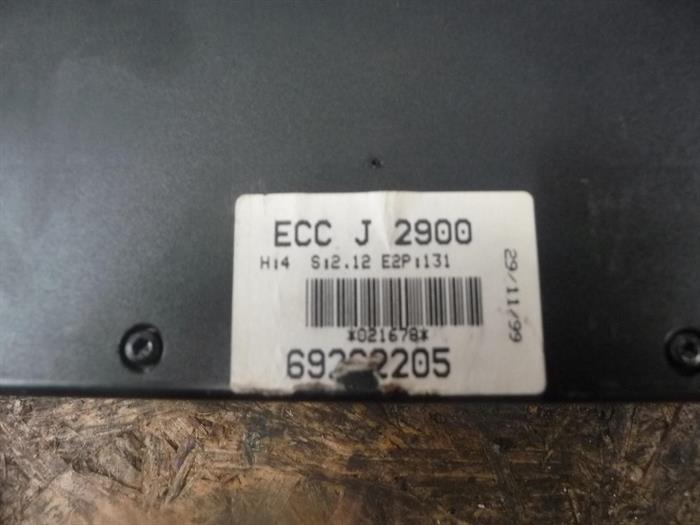 ECC J 2900
H:4 S:2.12 E2P:131
*021678*
29/11/99